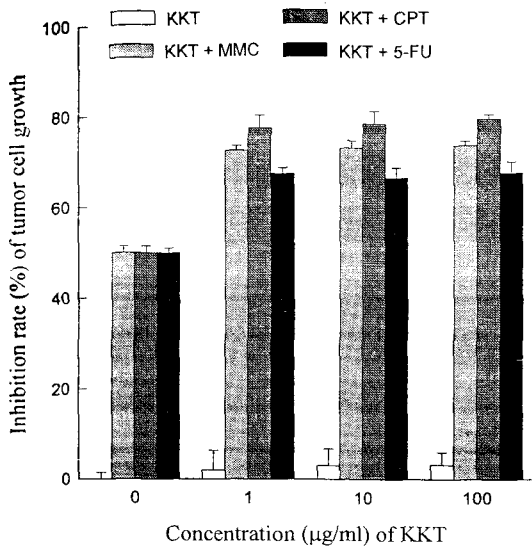 KKT
KKT + CPT
KKT + MMC
KKT + 5-FU
Inhibition rate (%) of tumor cell growth
100
80
60
40
20
0
0 1 10 100
Concentration (μg/ml) of KKT